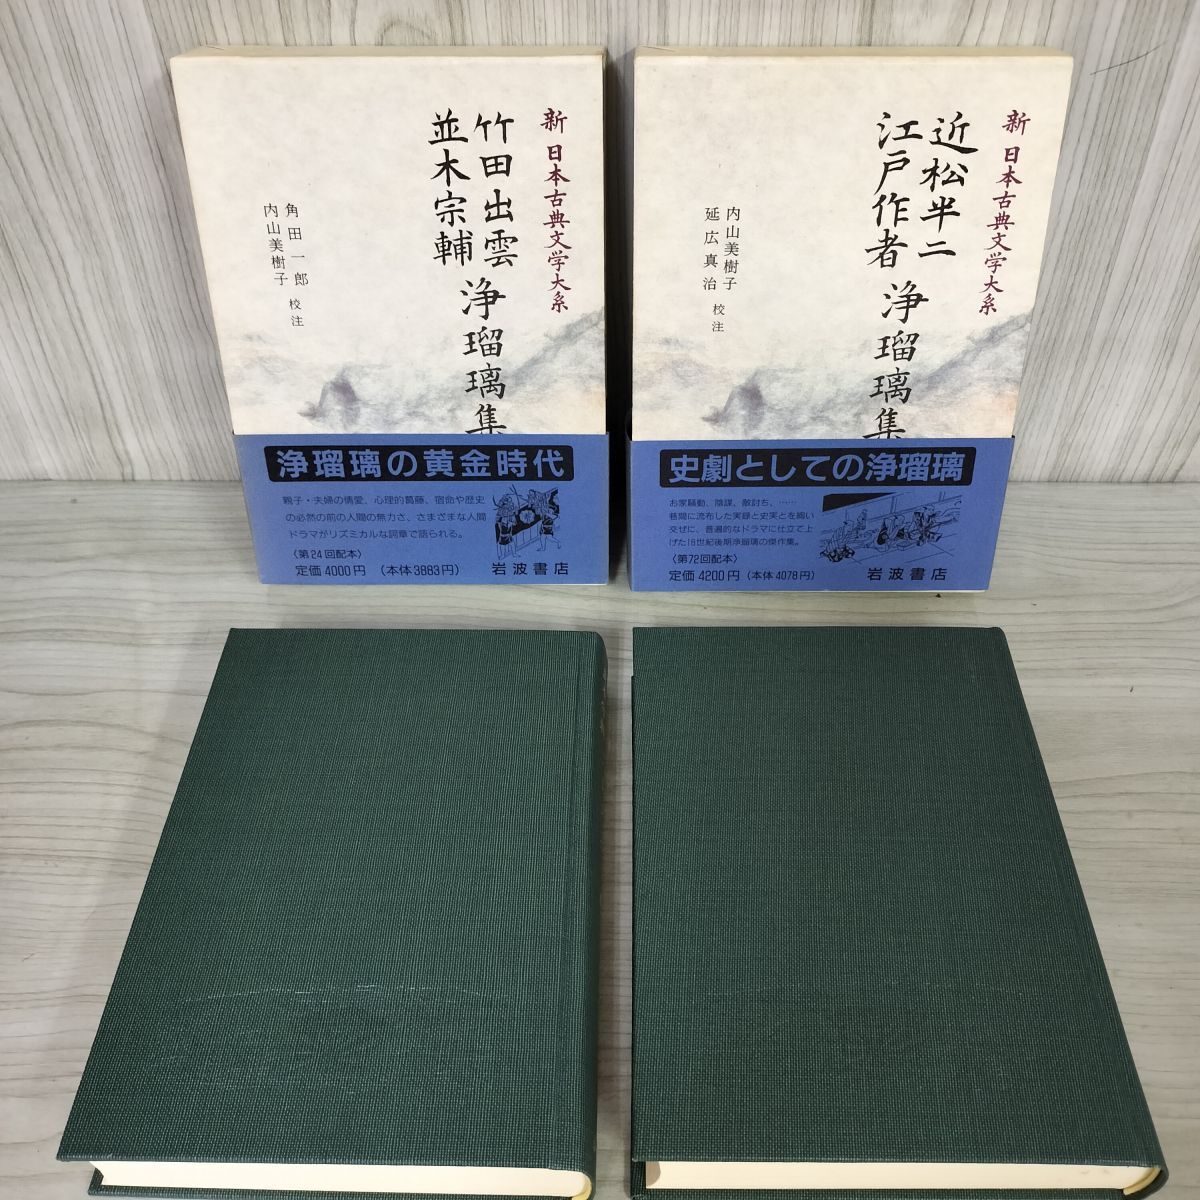 新 日本古典文学大系
竹田出雲
並木宗輔
浄瑠璃集
角田一郎
内山美樹子
校注
浄瑠璃の黄金時代
親子・夫婦の情愛、心理的葛藤、宿命や歴史
の必然の前の人間の無力さ、さまざまな人間
ドラマがリズミカルな詞章で語られる。
〈第24回配本〉
定価4000円（本体3883円） 岩波書店
新 日本古典文学大系
近松半二
江戸作者
浄瑠璃集
内山美樹子
延広真治
校注
史劇としての浄瑠璃
お家騒動、陰謀、敵討ち、……
巷間に流布した実録と史実とを綯い
交ぜに、普遍的なドラマに仕立て上
げた18世紀後期浄瑠璃の傑作集。
〈第72回配本〉
定価4200円（本体4078円） 岩波書店